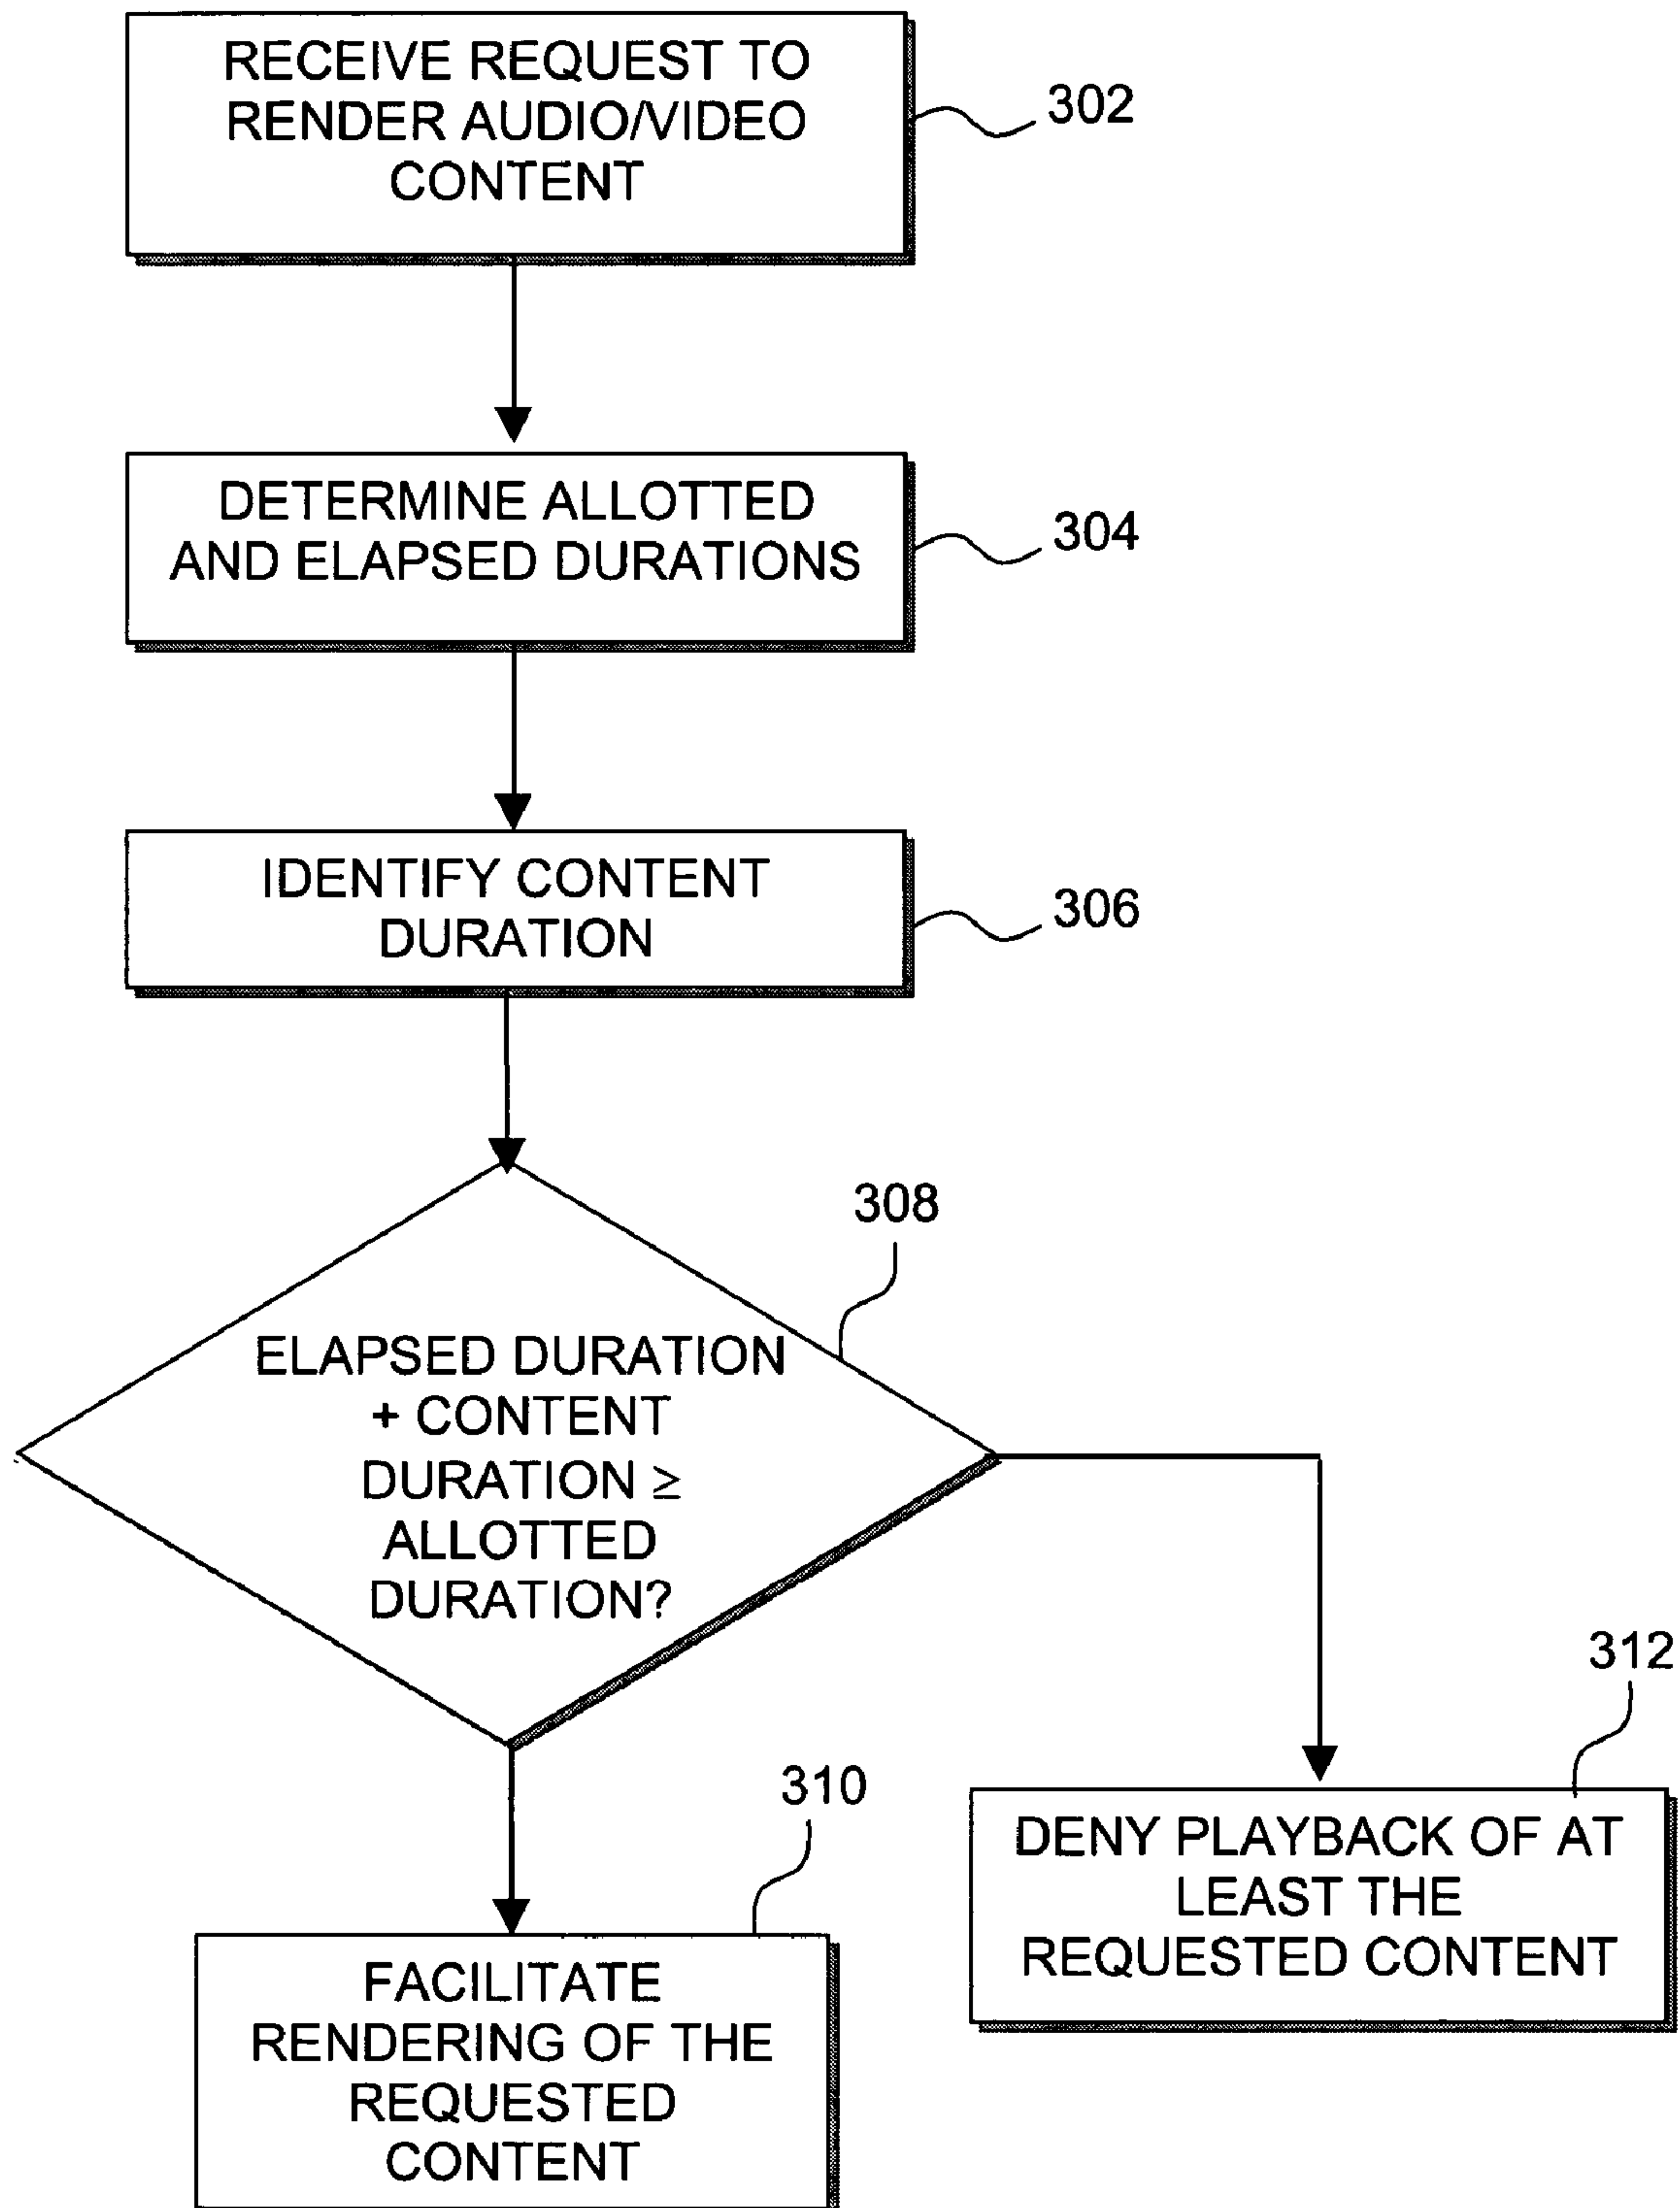 RECEIVE REQUEST TO
RENDER AUDIO/VIDEO
CONTENT
302
DETERMINE ALLOTTED
AND ELAPSED DURATIONS
304
IDENTIFY CONTENT
DURATION
306
308
ELAPSED DURATION
+ CONTENT
DURATION ≥
ALLOTTED
DURATION?
312
DENY PLAYBACK OF AT
LEAST THE
REQUESTED CONTENT
310
FACILITATE
RENDERING OF THE
REQUESTED
CONTENT